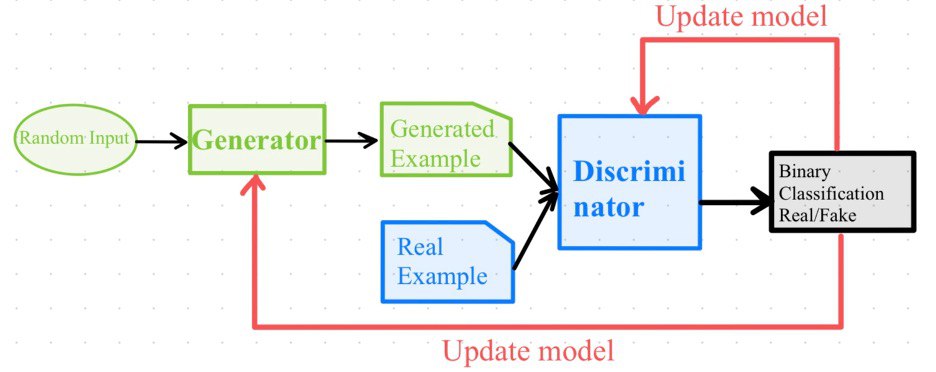 Update model
Random Input
Generator
Generated
Example
Real
Example
Discrimi
nator
Binary
Classification
Real/Fake
Update model